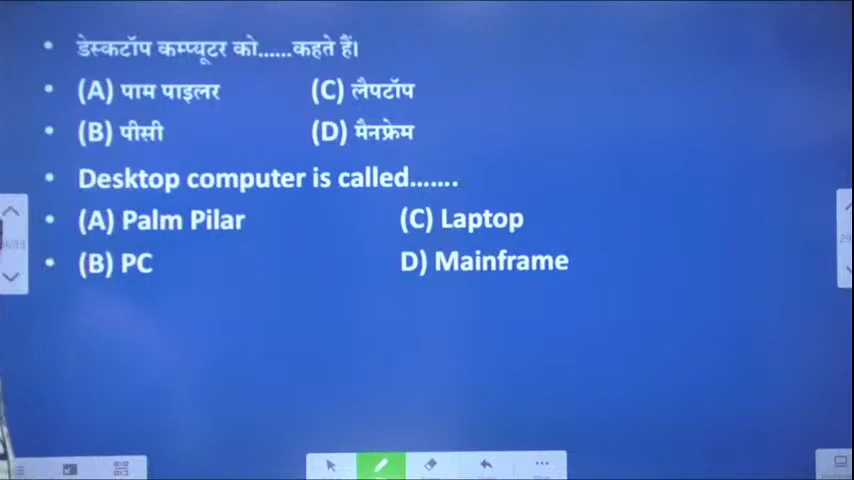 • डेस्कटॉप कम्प्यूटर को......कहते हैं।
• (A) पाम पाइलर (C) लैपटॉप
• (B) पीसी (D) मैनफ्रेम
• Desktop computer is called.......
• (A) Palm Pilar (C) Laptop
• (B) PC D) Mainframe